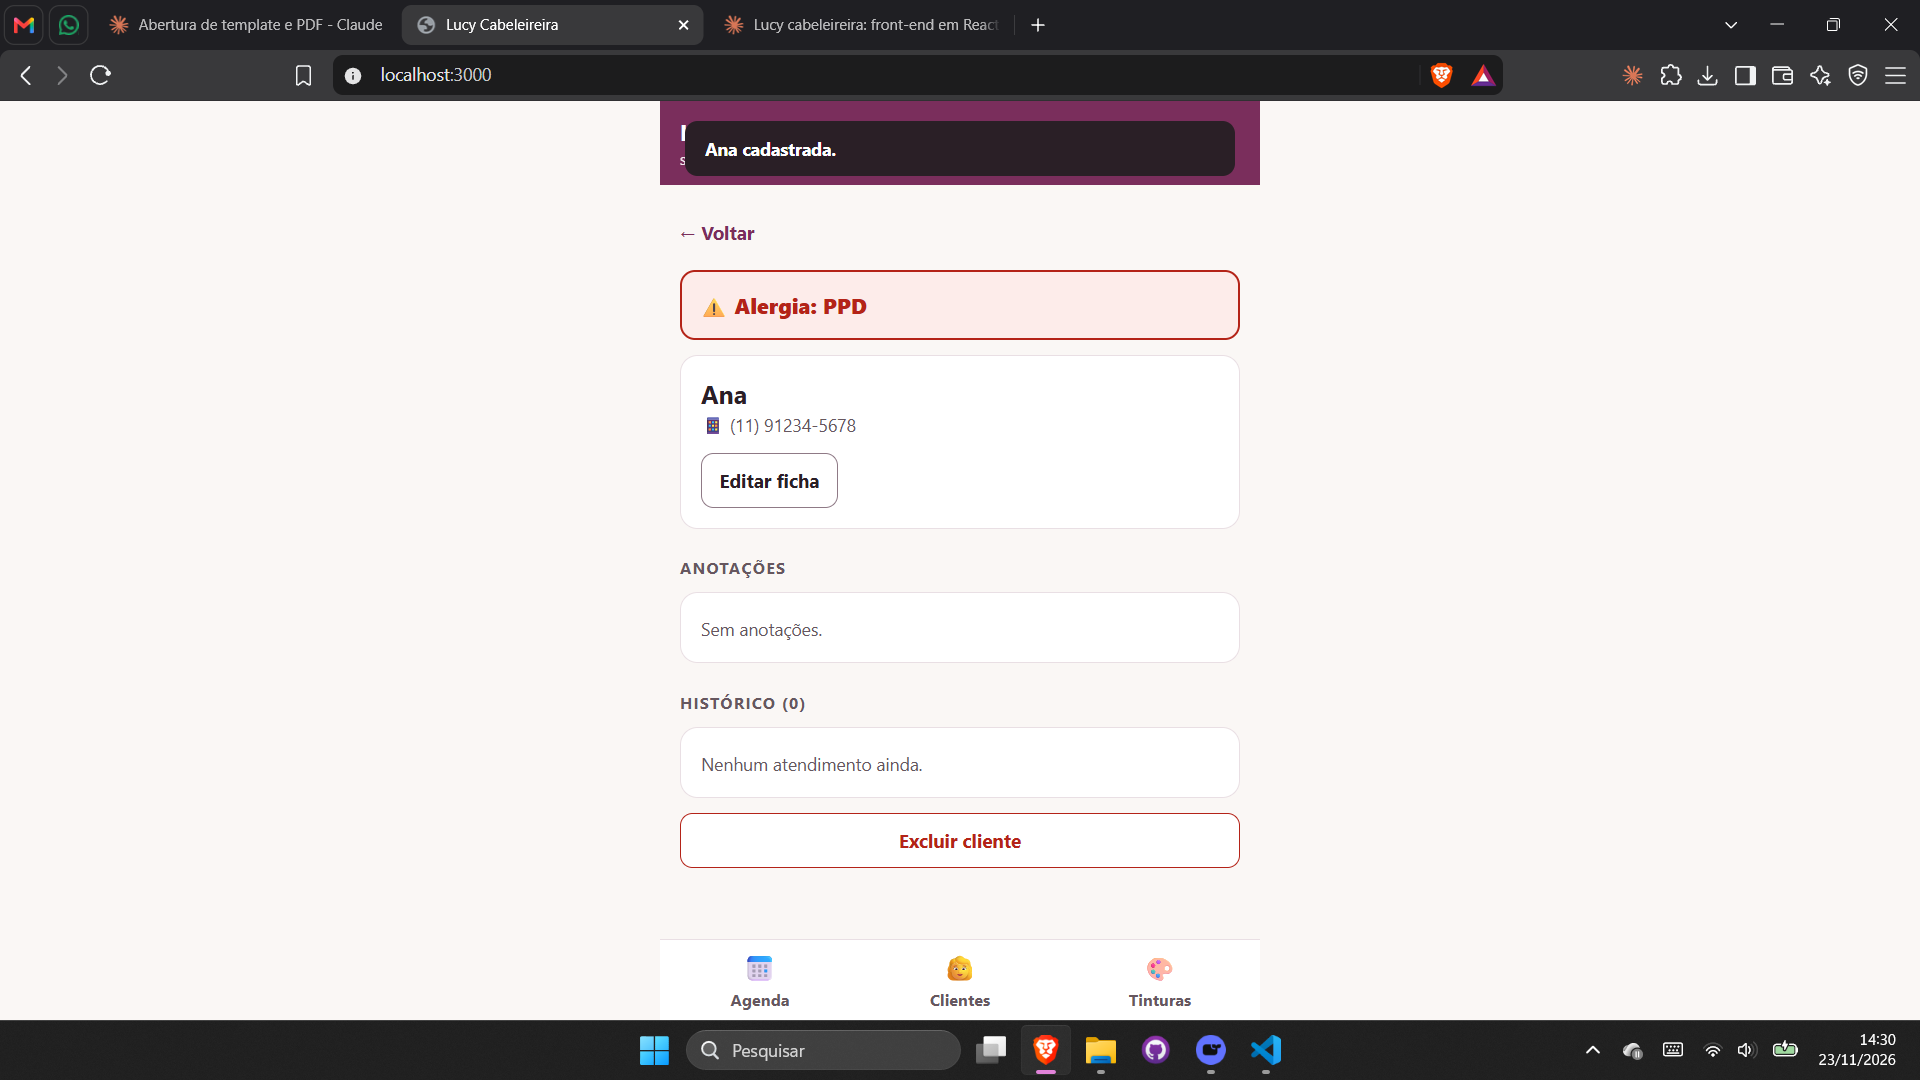 Abertura de template e PDF - Claude
Lucy Cabeleireira
Lucy cabeleireira: front-end em React
localhost:3000
Ana cadastrada.
← Voltar
Alergia: PPD
Ana
(11) 91234-5678
Editar ficha
ANOTAÇÕES
Sem anotações.
HISTÓRICO (0)
Nenhum atendimento ainda.
Excluir cliente
Agenda
Clientes
Tinturas
Pesquisar
14:30
23/11/2026